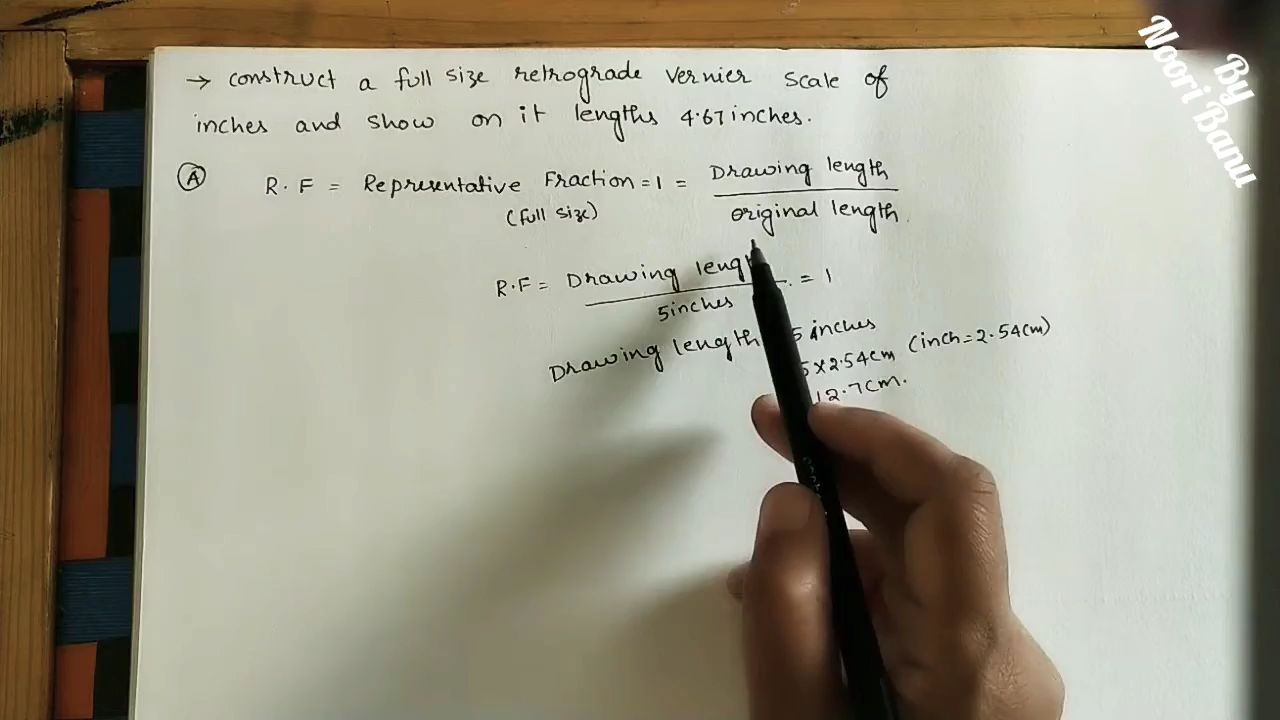 → construct a full size retrograde vernier scale of
inches and show on it lengths 4.67 inches.
A R.F = Representative Fraction = 1 = Drawing length
(full size) original length
R.F = Drawing length = 1
5 inches
Drawing length 5 inches
5 x 2.54cm (inch = 2.54cm)
12.7cm.
By
Noori Banu